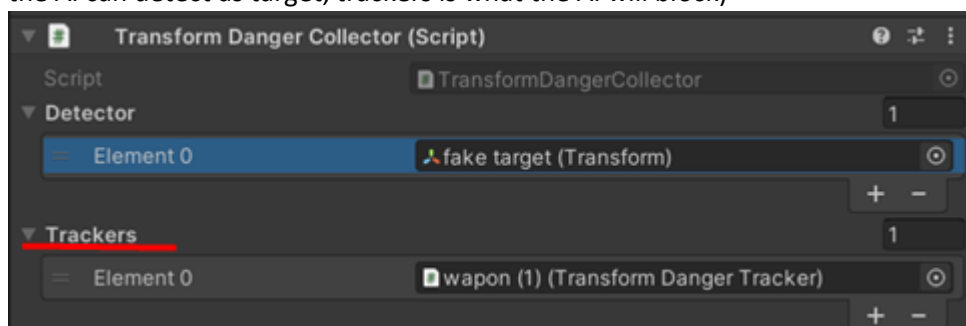 the AI can detect as target, trackers is what the AI will block)
Transform Danger Collector (Script)
Script TransformDangerCollector
Detector 1
Element 0 fake target (Transform)
+ -
Trackers 1
Element 0 wapon (1) (Transform Danger Tracker)
+ -